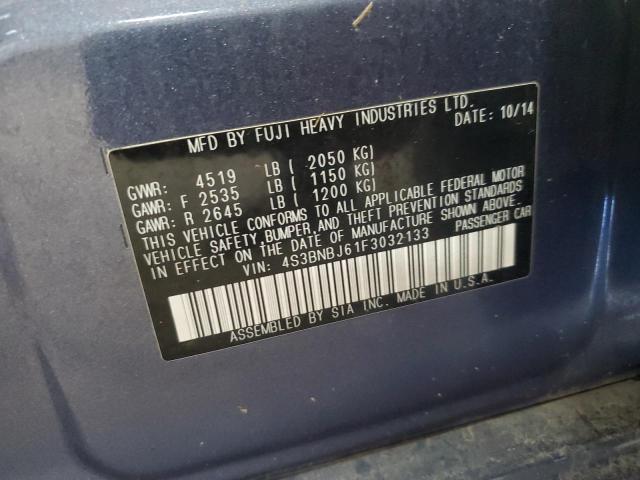 MFD BY FUJI HEAVY INDUSTRIES LTD.
DATE: 10/14
GVWR: 4519 LB ( 2050 KG)
GAWR: F 2535 LB ( 1150 KG)
GAWR: R 2645 LB ( 1200 KG)
THIS VEHICLE CONFORMS TO ALL APPLICABLE FEDERAL MOTOR
VEHICLE SAFETY, BUMPER, AND THEFT PREVENTION STANDARDS
IN EFFECT ON THE DATE OF MANUFACTURE SHOWN ABOVE.
VIN: 4S3BNBJ61F3032133 PASSENGER CAR
ASSEMBLED BY SIA INC. MADE IN U.S.A.